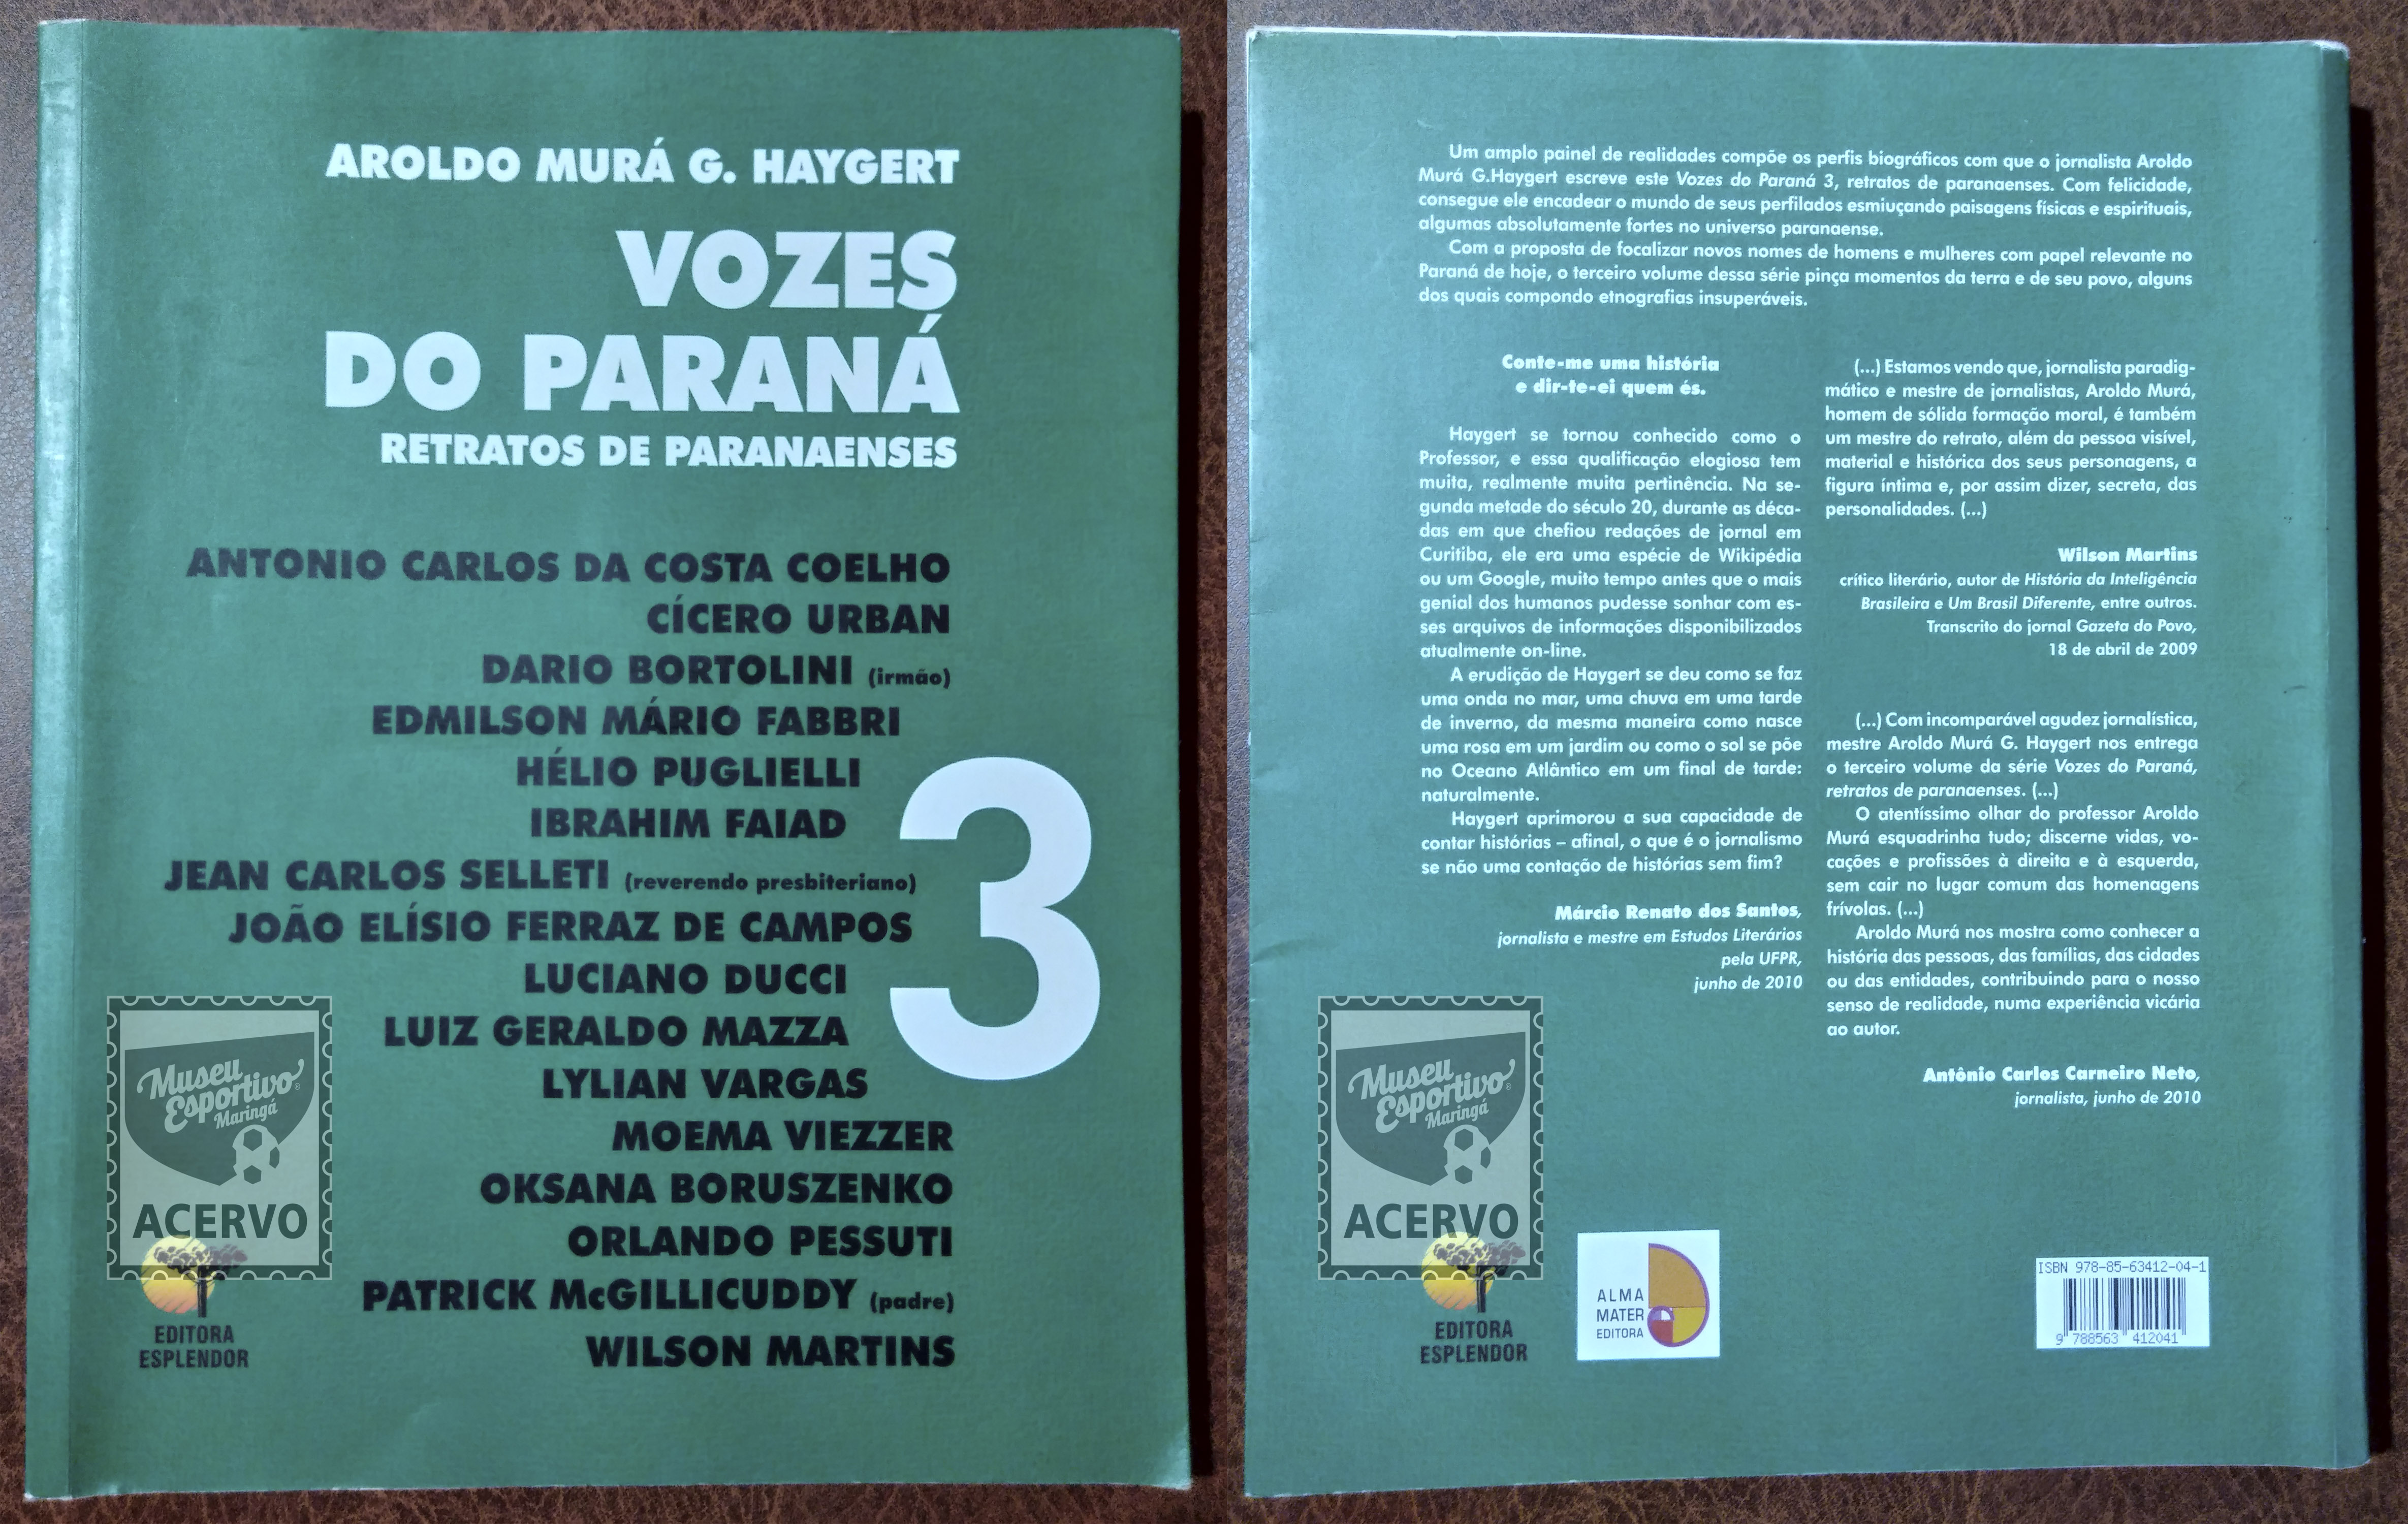 AROLDO MURÁ G. HAYGERT
VOZES
DO PARANÁ
RETRATOS DE PARANAENSES
ANTONIO CARLOS DA COSTA COELHO
CÍCERO URBAN
DARIO BORTOLINI (irmão)
EDMILSON MÁRIO FABBRI
HÉLIO PUGLIELLI
IBRAHIM FAIAD
JEAN CARLOS SELLETI (reverendo presbiteriano)
JOÃO ELÍSIO FERRAZ DE CAMPOS
LUCIANO DUCCI
LUIZ GERALDO MAZZA
LYLIAN VARGAS
MOEMA VIEZZER
OKSANA BORUSZENKO
ORLANDO PESSUTI
PATRICK McGILLICUDDY (padre)
WILSON MARTINS
3
Museu
Esportivo®
Maringá
ACERVO
EDITORA
ESPLENDOR
Um amplo painel de realidades compõe os perfis biográficos com que o jornalista Aroldo
Murá G.Haygert escreve este Vozes do Paraná 3, retratos de paranaenses. Com felicidade,
consegue ele encadear o mundo de seus perfilados esmiuçando paisagens físicas e espirituais,
algumas absolutamente fortes no universo paranaense.
Com a proposta de focalizar novos nomes de homens e mulheres com papel relevante no
Paraná de hoje, o terceiro volume dessa série pinça momentos da terra e de seu povo, alguns
dos quais compondo etnografias insuperáveis.
Conte-me uma história
e dir-te-ei quem és.
Haygert se tornou conhecido como o
Professor, e essa qualificação elogiosa tem
muita, realmente muita pertinência. Na se-
gunda metade do século 20, durante as déca-
das em que chefiou redações de jornal em
Curitiba, ele era uma espécie de Wikipédia
ou um Google, muito tempo antes que o mais
genial dos humanos pudesse sonhar com es-
ses arquivos de informações disponibilizados
atualmente on-line.
A erudição de Haygert se deu como se faz
uma onda no mar, uma chuva em uma tarde
de inverno, da mesma maneira como nasce
uma rosa em um jardim ou como o sol se põe
no Oceano Atlântico em um final de tarde:
naturalmente.
Haygert aprimorou a sua capacidade de
contar histórias – afinal, o que é o jornalismo
se não uma contação de histórias sem fim?
Márcio Renato dos Santos,
jornalista e mestre em Estudos Literários
pela UFPR,
junho de 2010
(...) Estamos vendo que, jornalista paradig-
mático e mestre de jornalistas, Aroldo Murá,
homem de sólida formação moral, é também
um mestre do retrato, além da pessoa visível,
material e histórica dos seus personagens, a
figura íntima e, por assim dizer, secreta, das
personalidades. (...)
Wilson Martins
crítico literário, autor de História da Inteligência
Brasileira e Um Brasil Diferente, entre outros.
Transcrito do jornal Gazeta do Povo,
18 de abril de 2009
(...) Com incomparável agudez jornalística,
mestre Aroldo Murá G. Haygert nos entrega
o terceiro volume da série Vozes do Paraná,
retratos de paranaenses. (...)
O atentíssimo olhar do professor Aroldo
Murá esquadrinha tudo; discerne vidas, vo-
cações e profissões à direita e à esquerda,
sem cair no lugar comum das homenagens
frívolas. (...)
Aroldo Murá nos mostra como conhecer a
história das pessoas, das famílias, das cidades
ou das entidades, contribuindo para o nosso
senso de realidade, numa experiência vicária
ao autor.
Antônio Carlos Carneiro Neto,
jornalista, junho de 2010
Museu
Esportivo®
Maringá
ACERVO
EDITORA
ESPLENDOR
ALMA
MATER
EDITORA
ISBN 978-85-63412-04-1
9 788563 412041